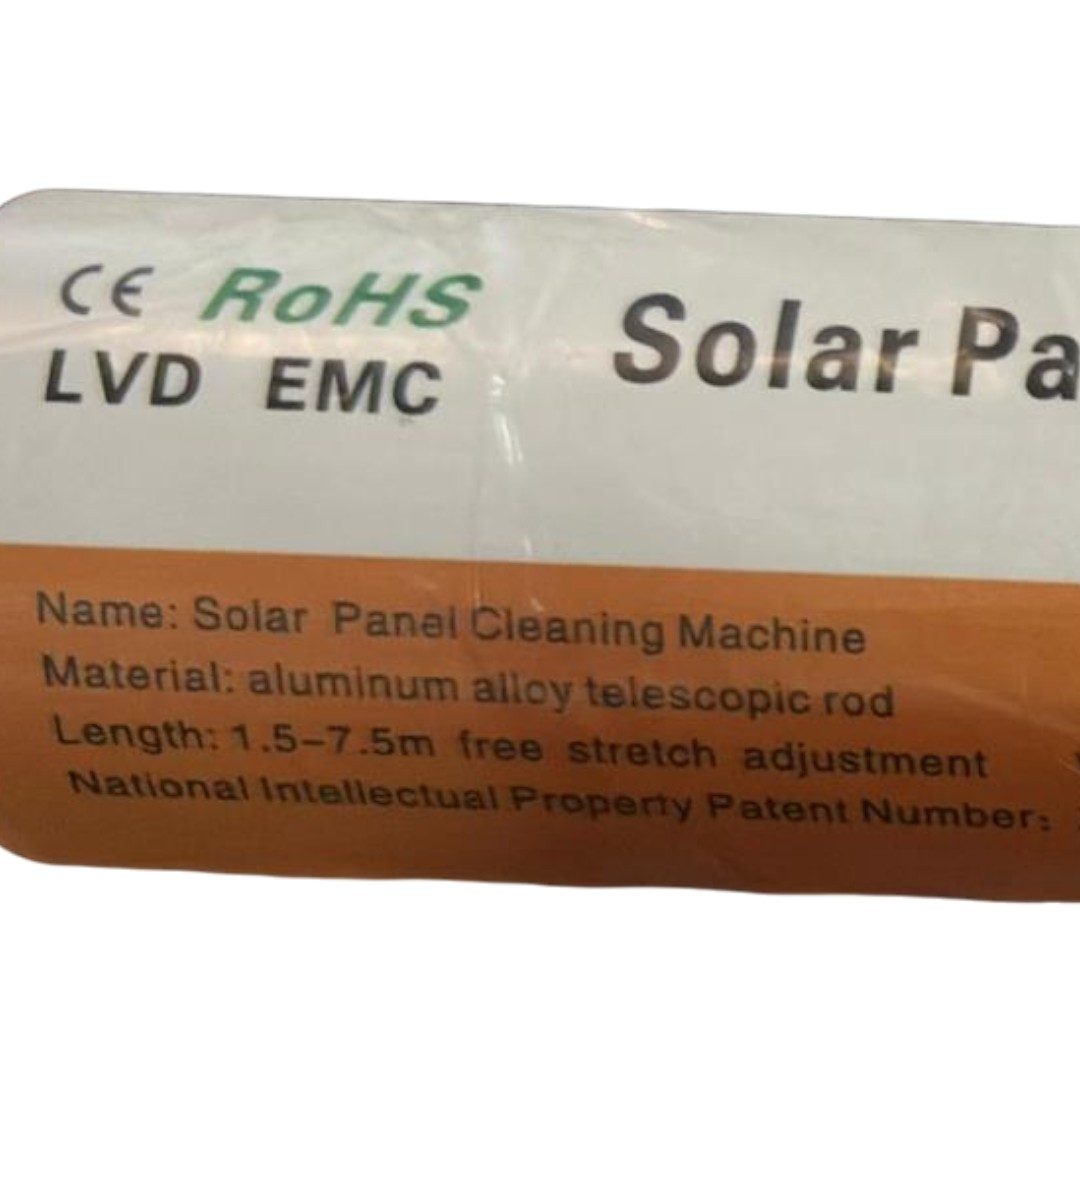 CE RoHS
LVD EMC
Solar Pa
Name: Solar Panel Cleaning Machine
Material: aluminum alloy telescopic rod
Length: 1.5-7.5m free stretch adjustment
National Intellectual Property Patent Number: